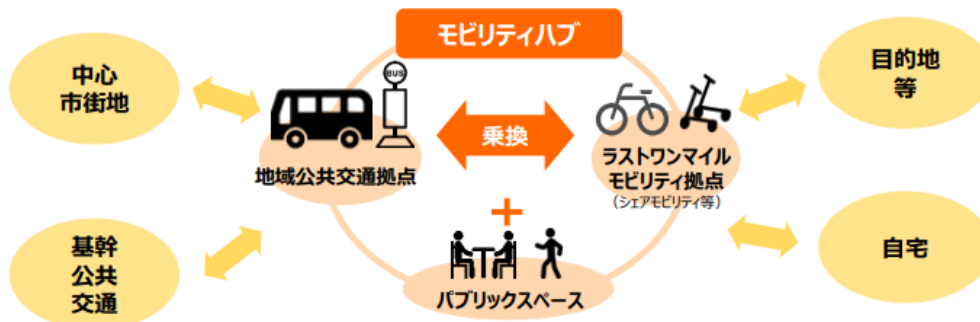 モビリティハブ
中心
市街地
BUS
目的地
等
乗換
地域公共交通拠点
ラストワンマイル
モビリティ拠点
（シェアモビリティ等）
+
基幹
公共
交通
自宅
パブリックスペース